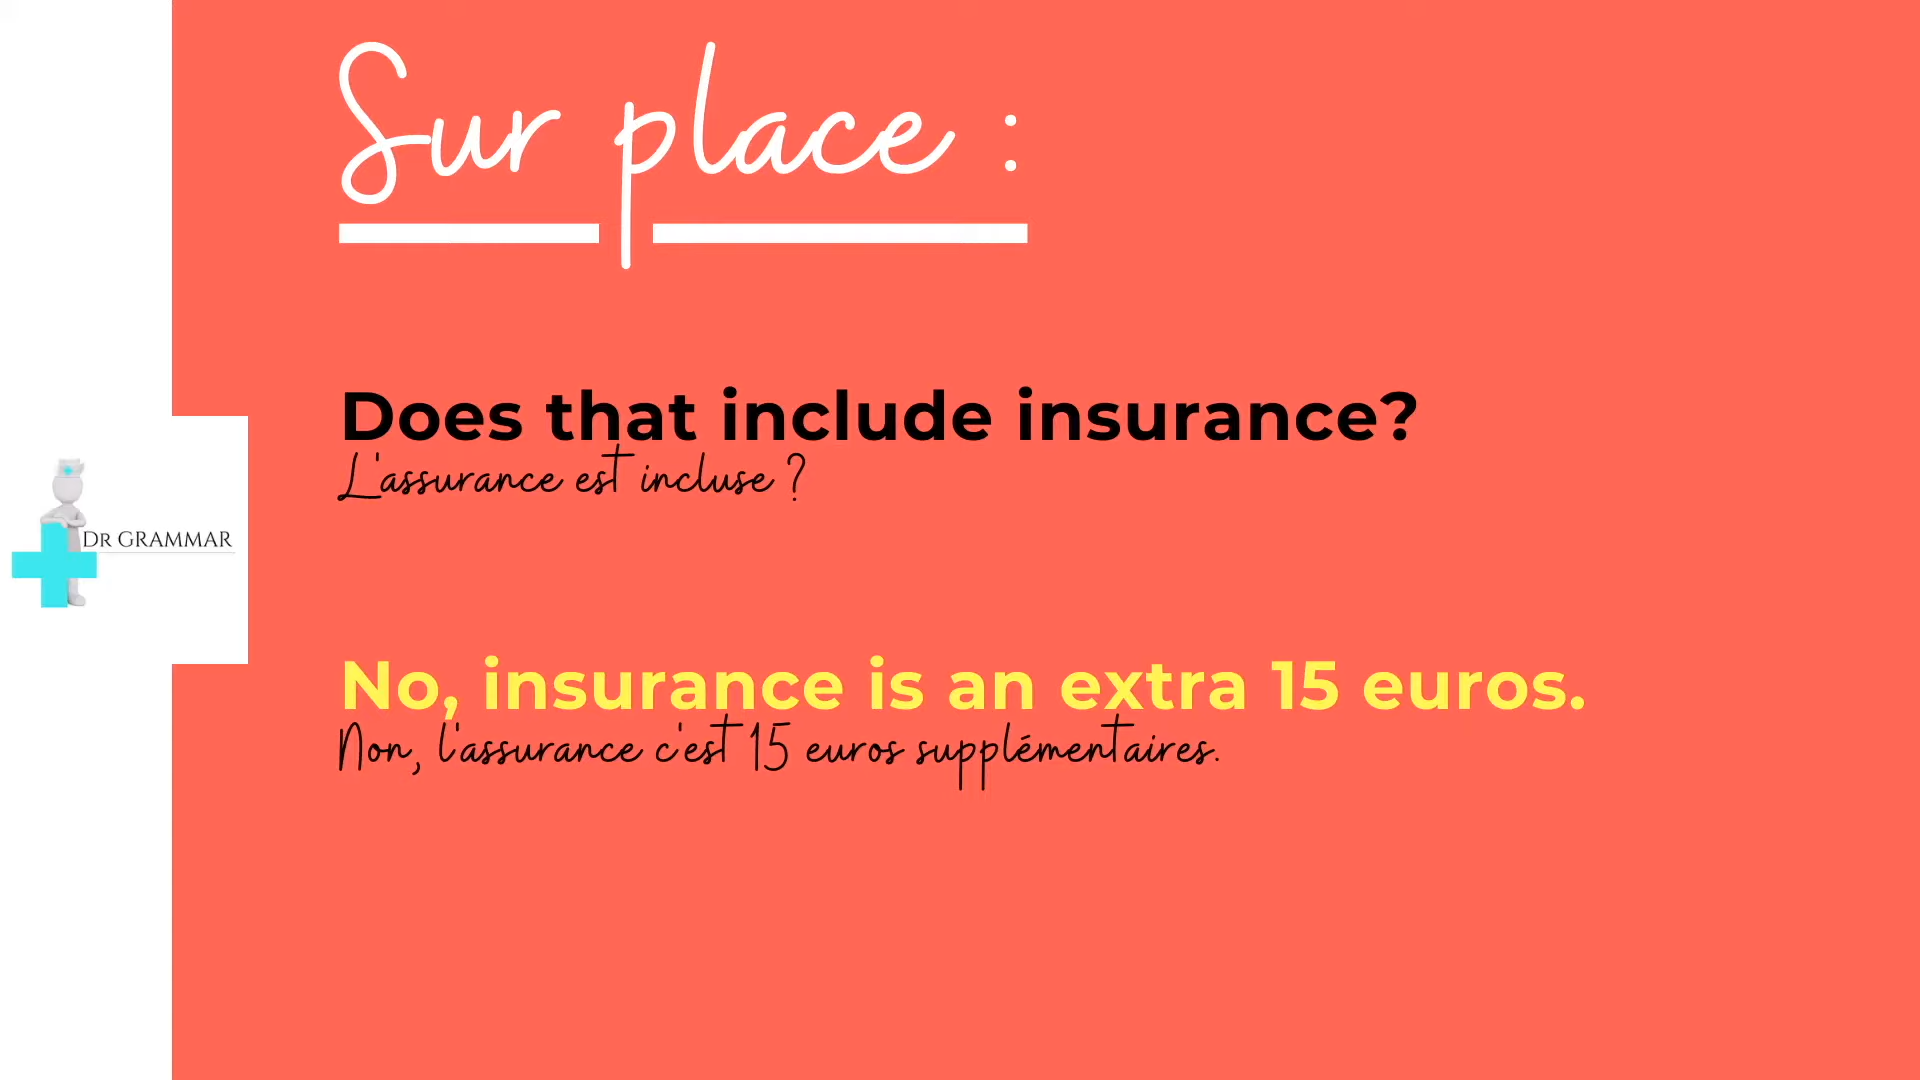 Sur place :
Does that include insurance?
L'assurance est incluse ?
DR GRAMMAR
No, insurance is an extra 15 euros.
Non, l'assurance c'est 15 euros supplémentaires.